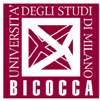 UNIVERSITÀ
DEGLI STUDI
DI MILANO
BICOCCA